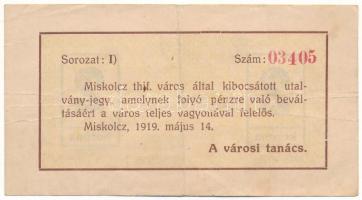 Sorozat: I) Szám: 03405
Miskolcz thjf. város által kibocsátott utal-
vány-jegy, amelynek folyó pénzre való bevál-
tásáért a város teljes vagyonával felelős.
Miskolcz, 1919. május 14.
A városi tanács.